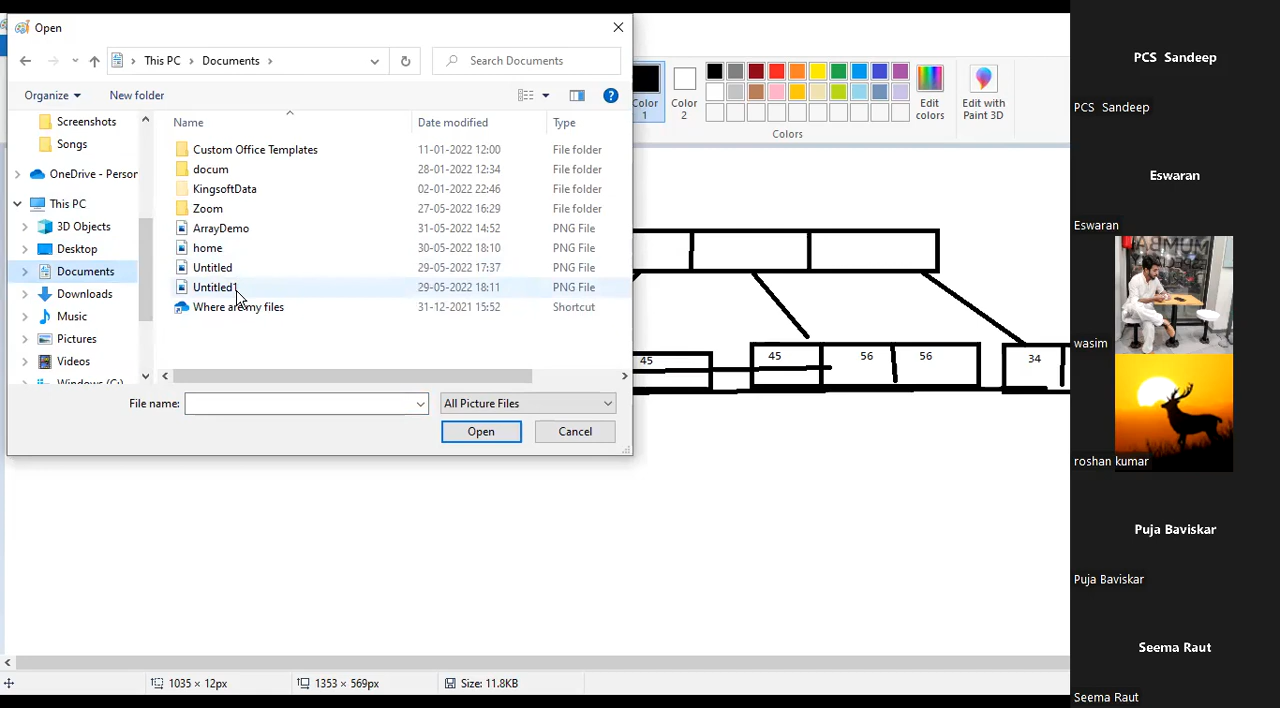 Open
This PC
Documents
Search Documents
Organize
New folder
Screenshots
Songs
OneDrive - Person
This PC
3D Objects
Desktop
Documents
Downloads
Music
Pictures
Videos
Windows (C:)
Name Date modified Type
Custom Office Templates 11-01-2022 12:00 File folder
docum 28-01-2022 12:34 File folder
KingsoftData 02-01-2022 22:46 File folder
Zoom 27-05-2022 16:29 File folder
ArrayDemo 31-05-2022 14:52 PNG File
home 30-05-2022 18:10 PNG File
Untitled 29-05-2022 17:37 PNG File
Untitled1 29-05-2022 18:11 PNG File
Where are my files 31-12-2021 15:52 Shortcut
File name:
All Picture Files
Open Cancel
Color 1
Color 2
Edit colors
Edit with Paint 3D
Colors
45
45 56 56
34
1035 × 12px
1353 × 569px
Size: 11.8KB
PCS Sandeep
PCS Sandeep
Eswaran
Eswaran
MUMBAI
wasim
roshan kumar
Puja Baviskar
Puja Baviskar
Seema Raut
Seema Raut